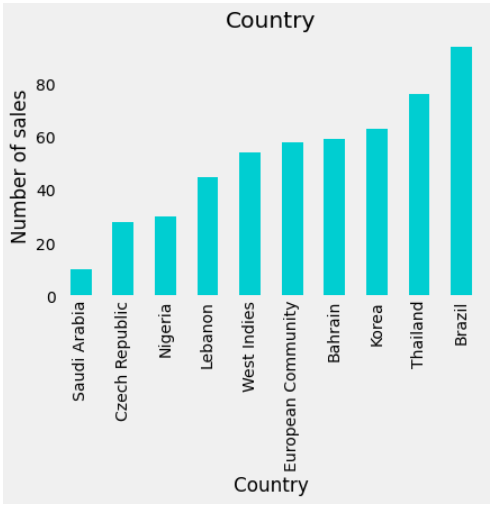 Country
Number of sales
80
60
40
20
0
Saudi Arabia
Czech Republic
Nigeria
Lebanon
West Indies
European Community
Bahrain
Korea
Thailand
Brazil
Country